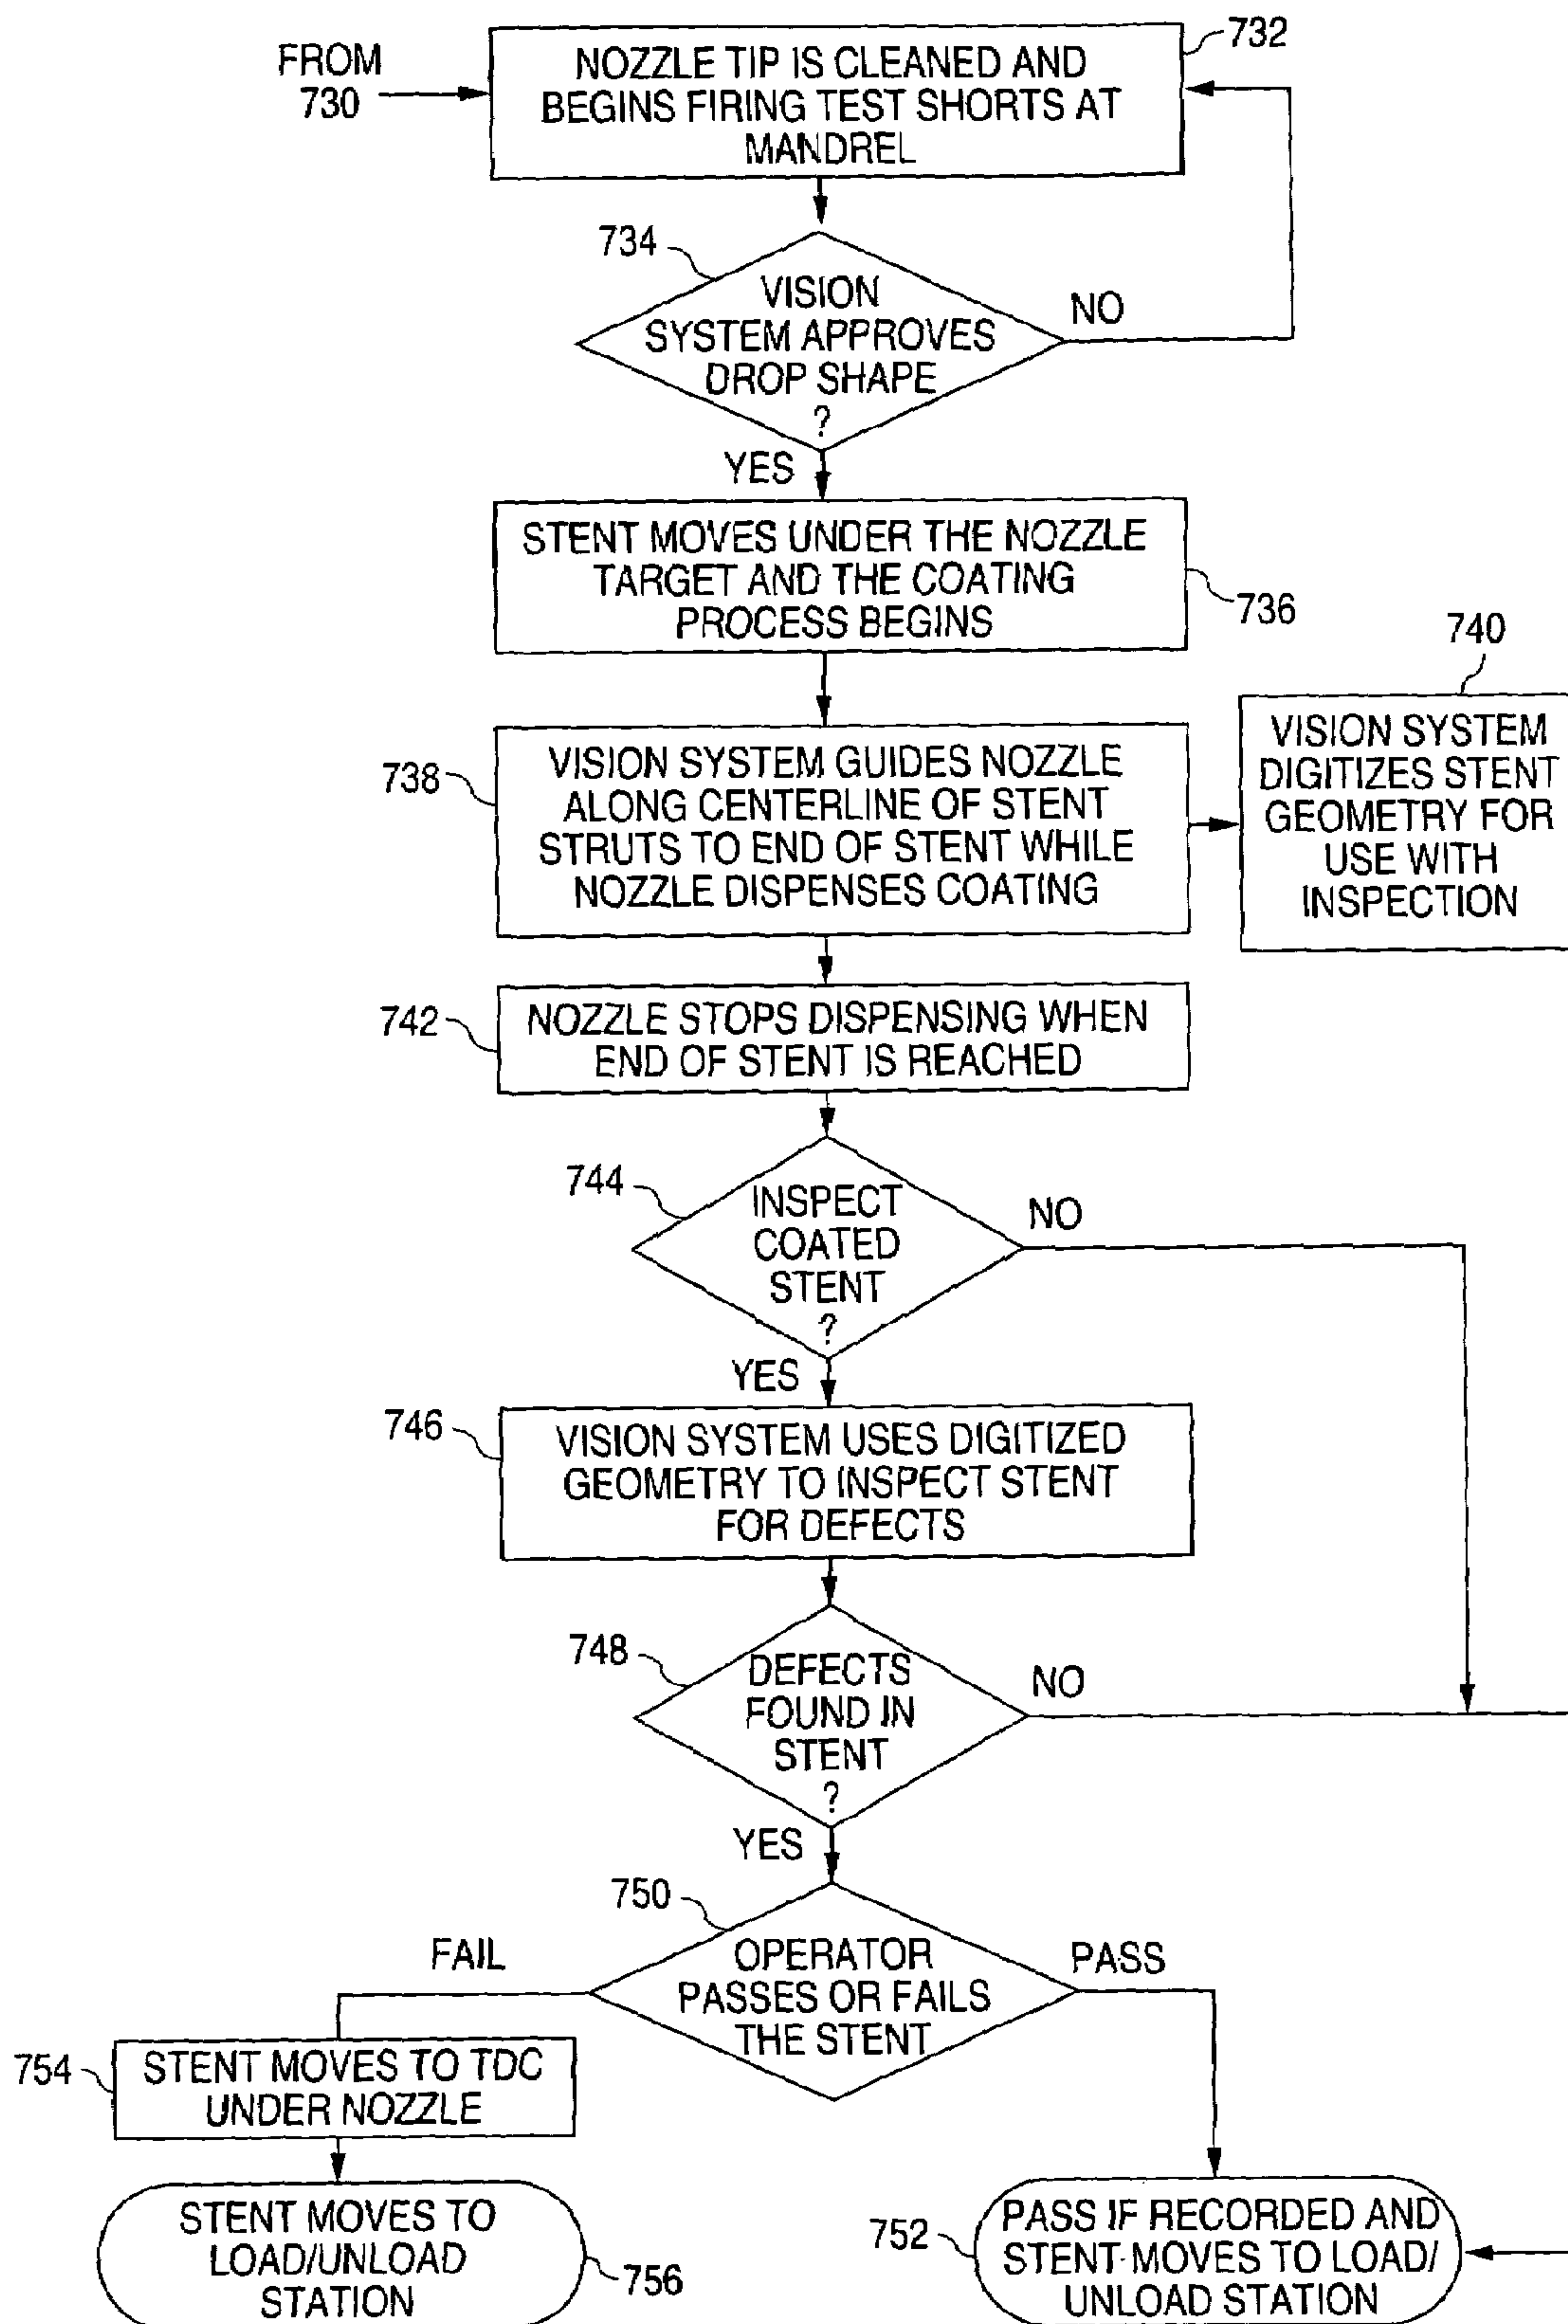 FROM
730
732
NOZZLE TIP IS CLEANED AND
BEGINS FIRING TEST SHORTS AT
MANDREL
734
VISION
SYSTEM APPROVES
DROP SHAPE
?
NO
YES
STENT MOVES UNDER THE NOZZLE
TARGET AND THE COATING
PROCESS BEGINS
736
738
VISION SYSTEM GUIDES NOZZLE
ALONG CENTERLINE OF STENT
STRUTS TO END OF STENT WHILE
NOZZLE DISPENSES COATING
740
VISION SYSTEM
DIGITIZES STENT
GEOMETRY FOR
USE WITH
INSPECTION
742
NOZZLE STOPS DISPENSING WHEN
END OF STENT IS REACHED
744
INSPECT
COATED
STENT
?
NO
YES
746
VISION SYSTEM USES DIGITIZED
GEOMETRY TO INSPECT STENT
FOR DEFECTS
748
DEFECTS
FOUND IN
STENT
?
NO
YES
750
OPERATOR
PASSES OR FAILS
THE STENT
FAIL
PASS
754
STENT MOVES TO TDC
UNDER NOZZLE
STENT MOVES TO
LOAD/UNLOAD
STATION
756
752
PASS IF RECORDED AND
STENT MOVES TO LOAD/
UNLOAD STATION